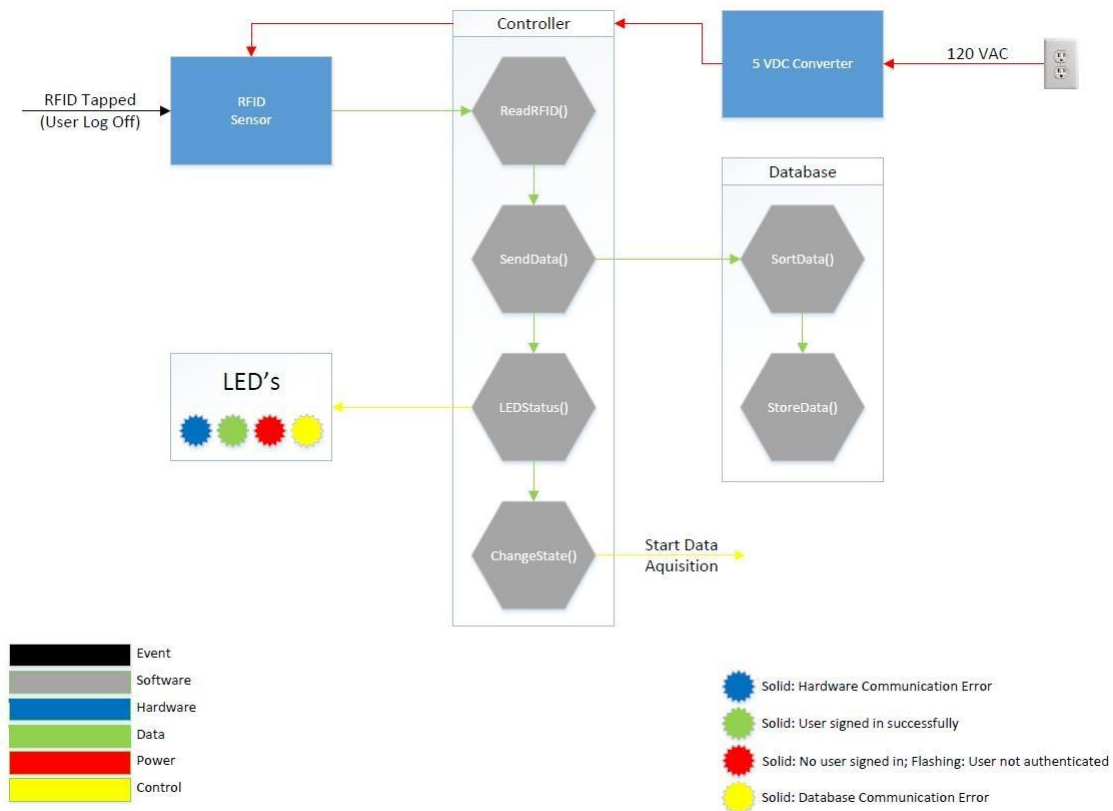 Controller
RFID Tapped
(User Log Off)
RFID
Sensor
ReadRFID()
5 VDC Converter
120 VAC
Database
SendData()
SortData()
LED’s
LEDStatus()
StoreData()
ChangeState()
Start Data
Aquisition
Event
Software
Hardware
Data
Power
Control
Solid: Hardware Communication Error
Solid: User signed in successfully
Solid: No user signed in; Flashing: User not authenticated
Solid: Database Communication Error